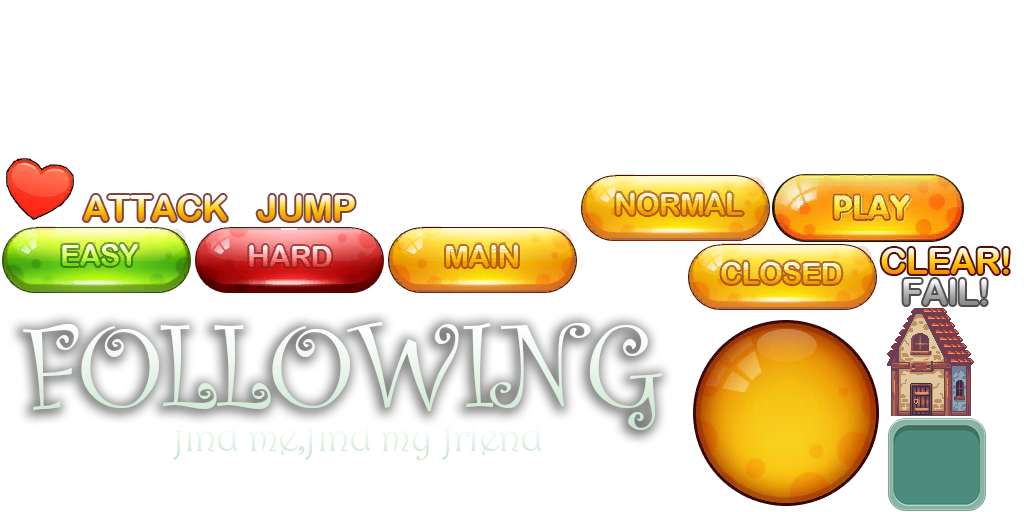 ATTACK JUMP
NORMAL
PLAY
EASY
HARD
MAIN
CLOSED
CLEAR!
FAIL!
FOLLOWING
find me,find my friend